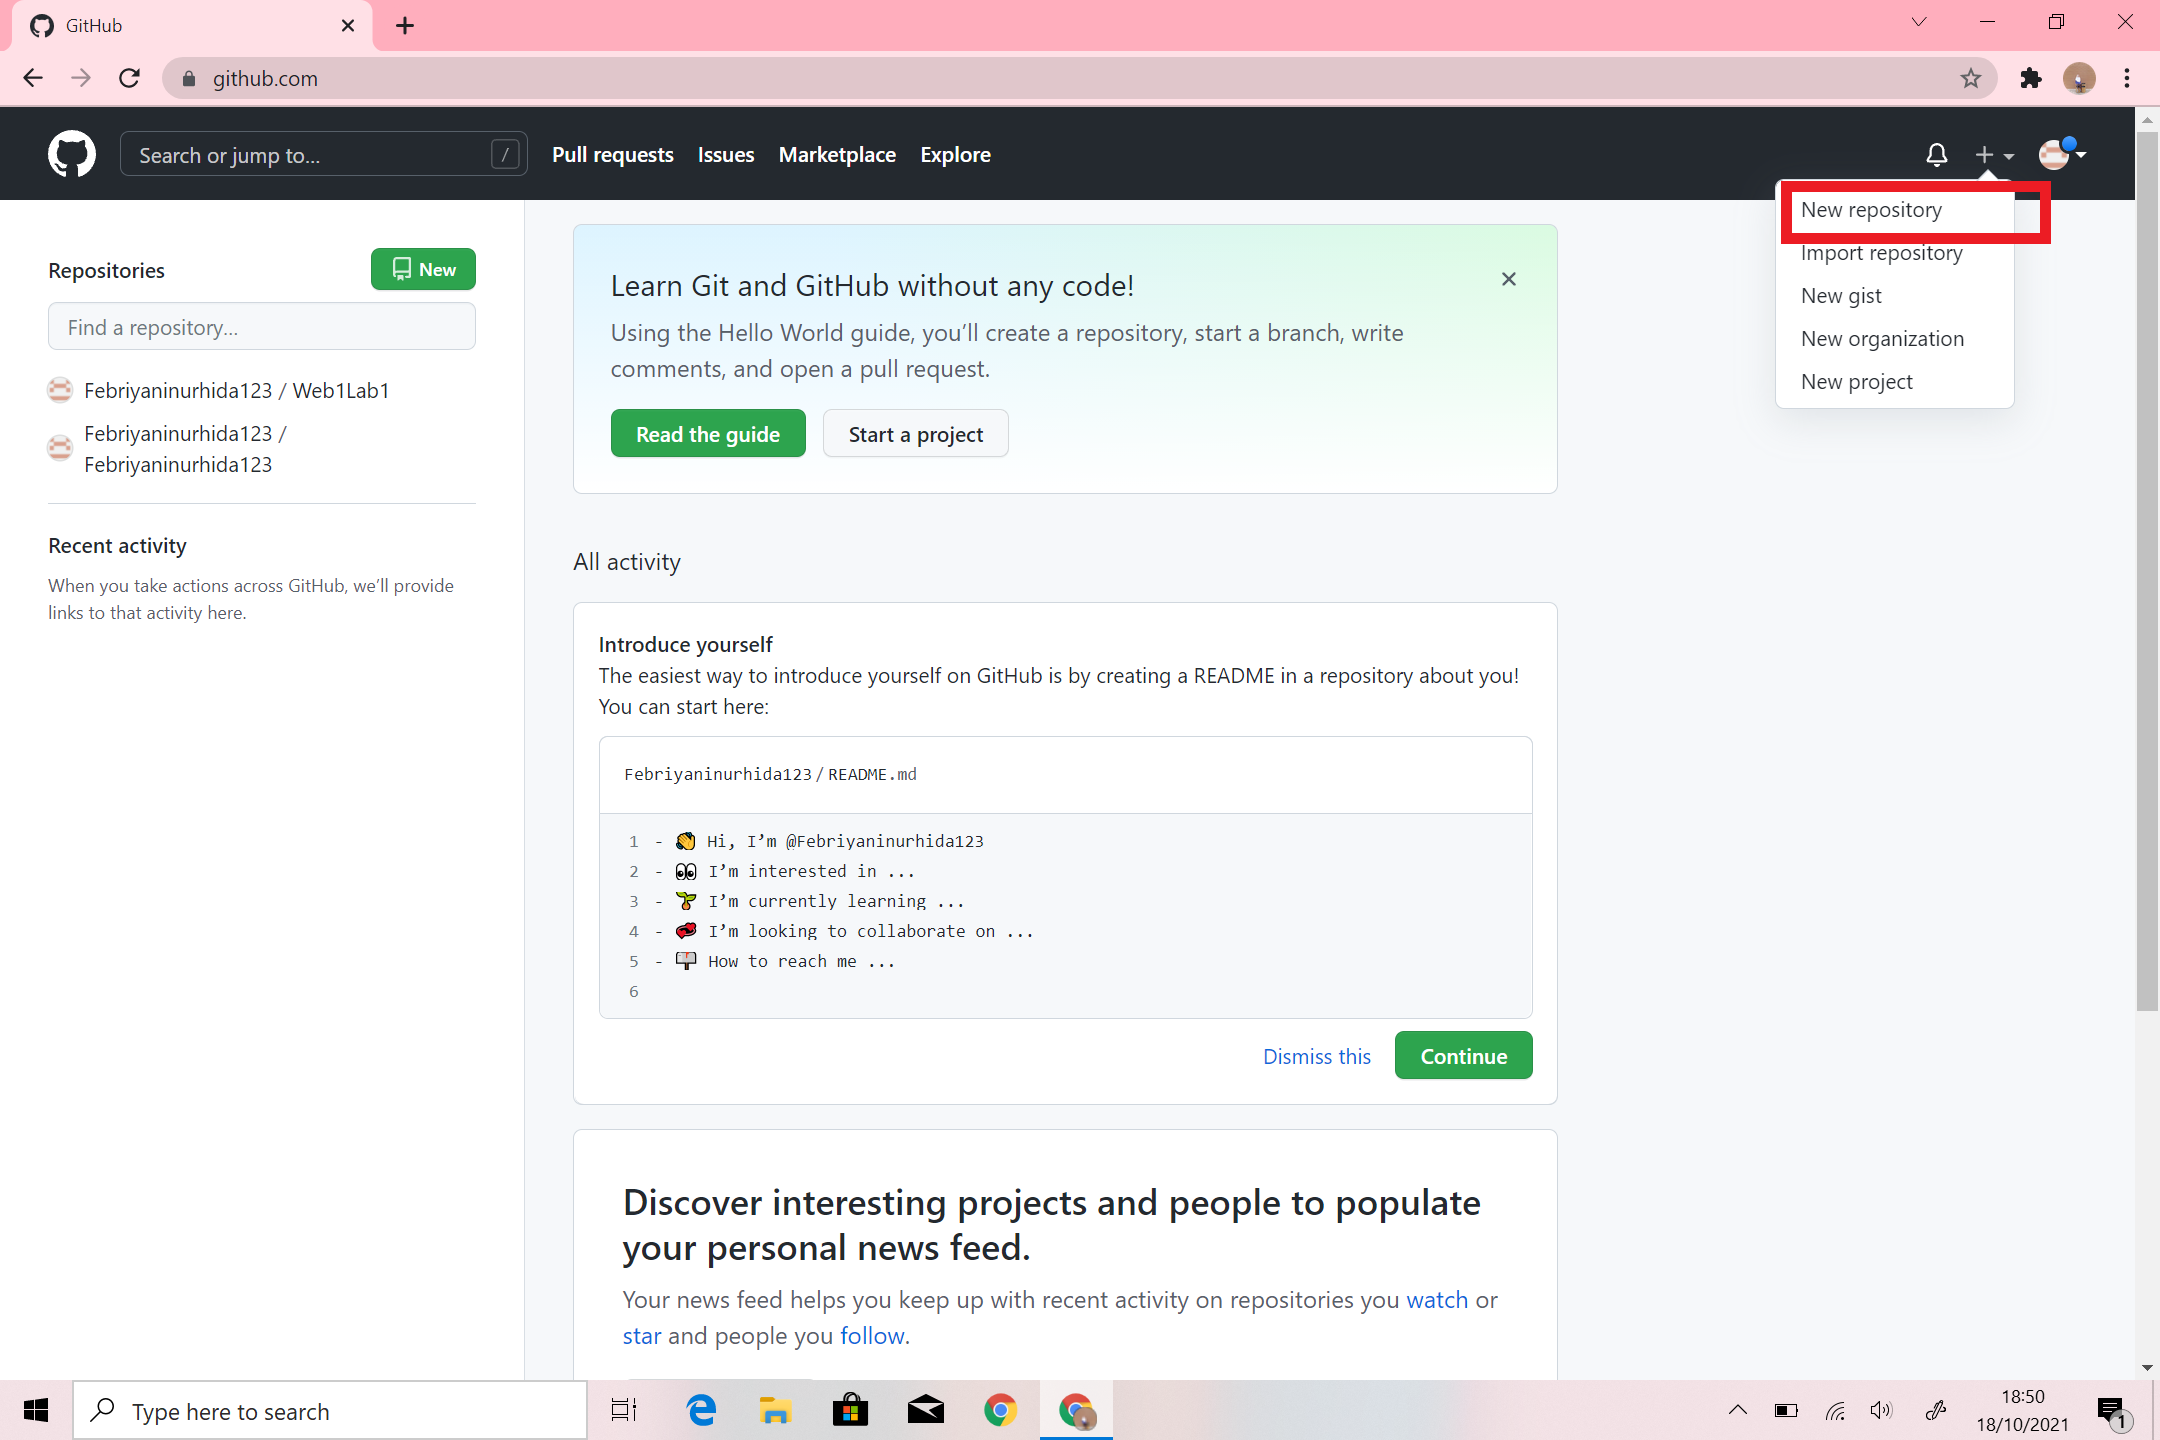 GitHub
github.com
Search or jump to... /
Pull requests Issues Marketplace Explore
New repository
Import repository
New gist
New organization
New project
Repositories
New
Find a repository...
Febriyaninurhida123 / Web1Lab1
Febriyaninurhida123 /
Febriyaninurhida123
Recent activity
When you take actions across GitHub, we’ll provide
links to that activity here.
Learn Git and GitHub without any code!
Using the Hello World guide, you’ll create a repository, start a branch, write
comments, and open a pull request.
Read the guide
Start a project
All activity
Introduce yourself
The easiest way to introduce yourself on GitHub is by creating a README in a repository about you!
You can start here:
Febriyaninurhida123/README.md
1 - 👋 Hi, I’m @Febriyaninurhida123
2 - 👀 I’m interested in ...
3 - 🌱 I’m currently learning ...
4 - 💞️ I’m looking to collaborate on ...
5 - 📫 How to reach me ...
6
Dismiss this
Continue
Discover interesting projects and people to populate
your personal news feed.
Your news feed helps you keep up with recent activity on repositories you watch or
star and people you follow.
Type here to search
18:50
18/10/2021
1